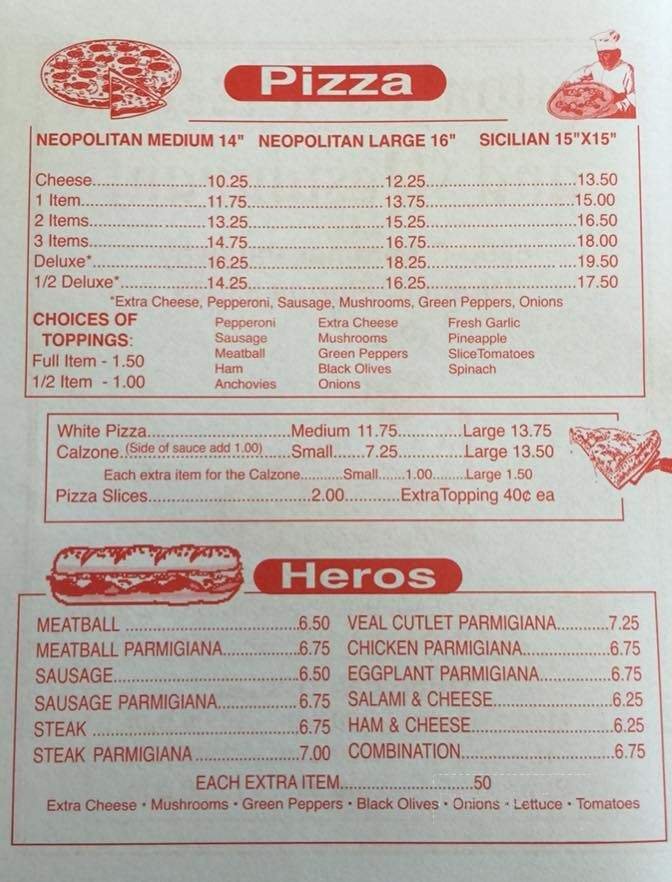 Pizza
NEOPOLITAN MEDIUM 14" NEOPOLITAN LARGE 16" SICILIAN 15"X15"
Cheese...................10.25.......................12.25.........................13.50
1 Item.....................11.75.......................13.75.........................15.00
2 Items...................13.25.......................15.25.........................16.50
3 Items...................14.75.......................16.75.........................18.00
Deluxe*...................16.25.......................18.25.........................19.50
1/2 Deluxe*..............14.25.......................16.25.........................17.50
*Extra Cheese, Pepperoni, Sausage, Mushrooms, Green Peppers, Onions
CHOICES OF TOPPINGS:
Full Item - 1.50
1/2 Item - 1.00
Pepperoni Extra Cheese Fresh Garlic
Sausage Mushrooms Pineapple
Meatball Green Peppers SliceTomatoes
Ham Black Olives Spinach
Anchovies Onions
White Pizza.......................Medium 11.75...........Large 13.75
Calzone..(Side of sauce add 1.00).....Small.....7.25...........Large 13.50
Each extra item for the Calzone...........Small......1.00........Large 1.50
Pizza Slices..........................2.00..........ExtraTopping 40¢ ea
Heros
MEATBALL ..............................6.50 VEAL CUTLET PARMIGIANA..........7.25
MEATBALL PARMIGIANA.............6.75 CHICKEN PARMIGIANA................6.75
SAUSAGE................................6.50 EGGPLANT PARMIGIANA.............6.75
SAUSAGE PARMIGIANA..............6.75 SALAMI & CHEESE.....................6.25
STEAK ...................................6.75 HAM & CHEESE.........................6.25
STEAK PARMIGIANA .................7.00 COMBINATION..........................6.75
EACH EXTRA ITEM.......................50
Extra Cheese • Mushrooms • Green Peppers • Black Olives • Onions • Lettuce • Tomatoes